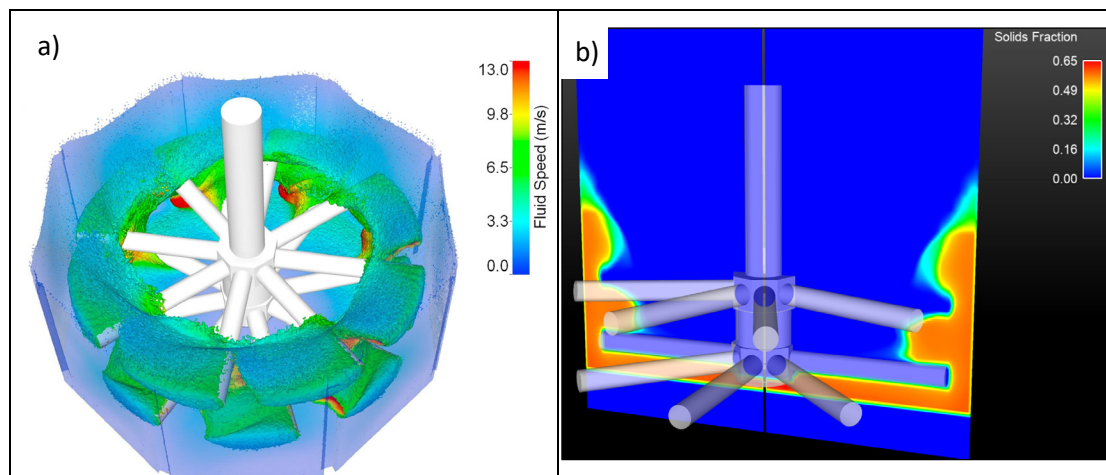 a)
13.0
9.8
6.5
3.3
0.0
Fluid Speed (m/s)
b)
Solids Fraction
0.65
0.49
0.32
0.16
0.00